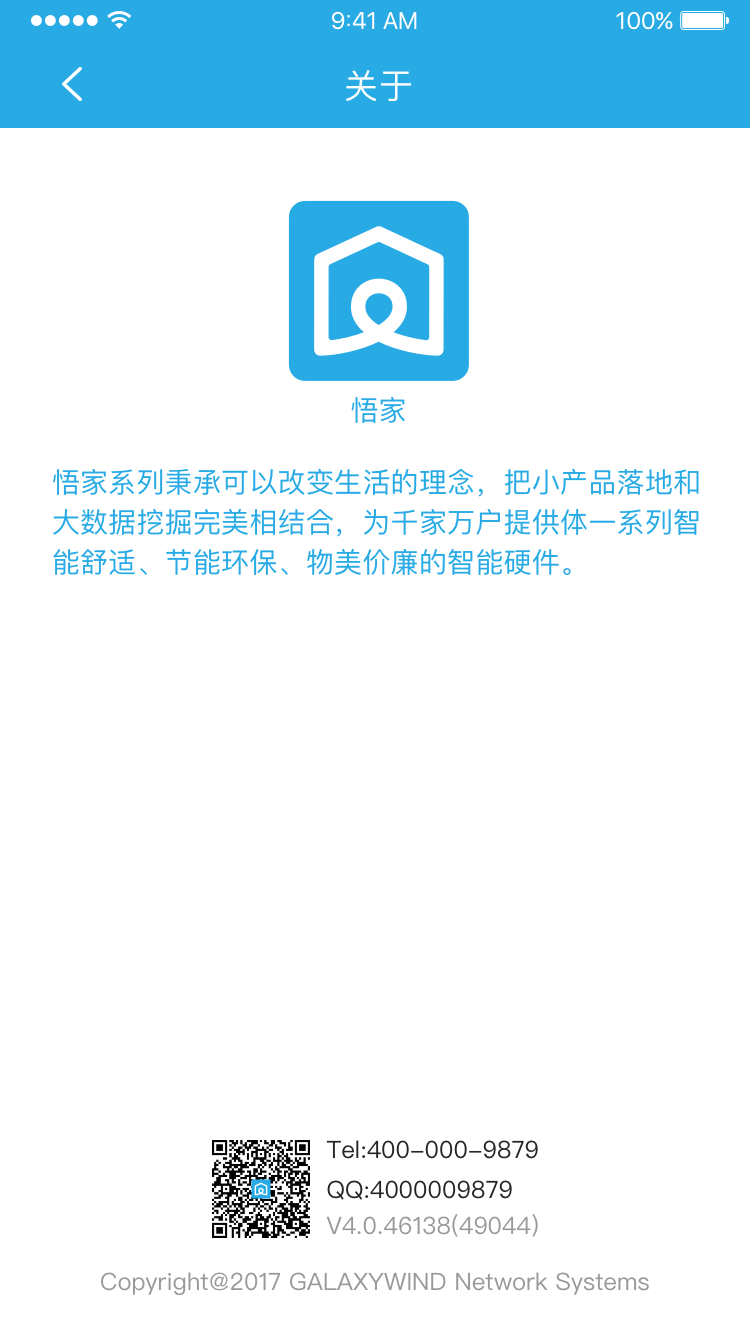 9:41 AM
100%
关于
悟家
悟家系列秉承可以改变生活的理念，把小产品落地和
大数据挖掘完美相结合，为千家万户提供体一系列智
能舒适、节能环保、物美价廉的智能硬件。
Tel:400-000-9879
QQ:4000009879
V4.0.46138(49044)
Copyright@2017 GALAXYWIND Network Systems